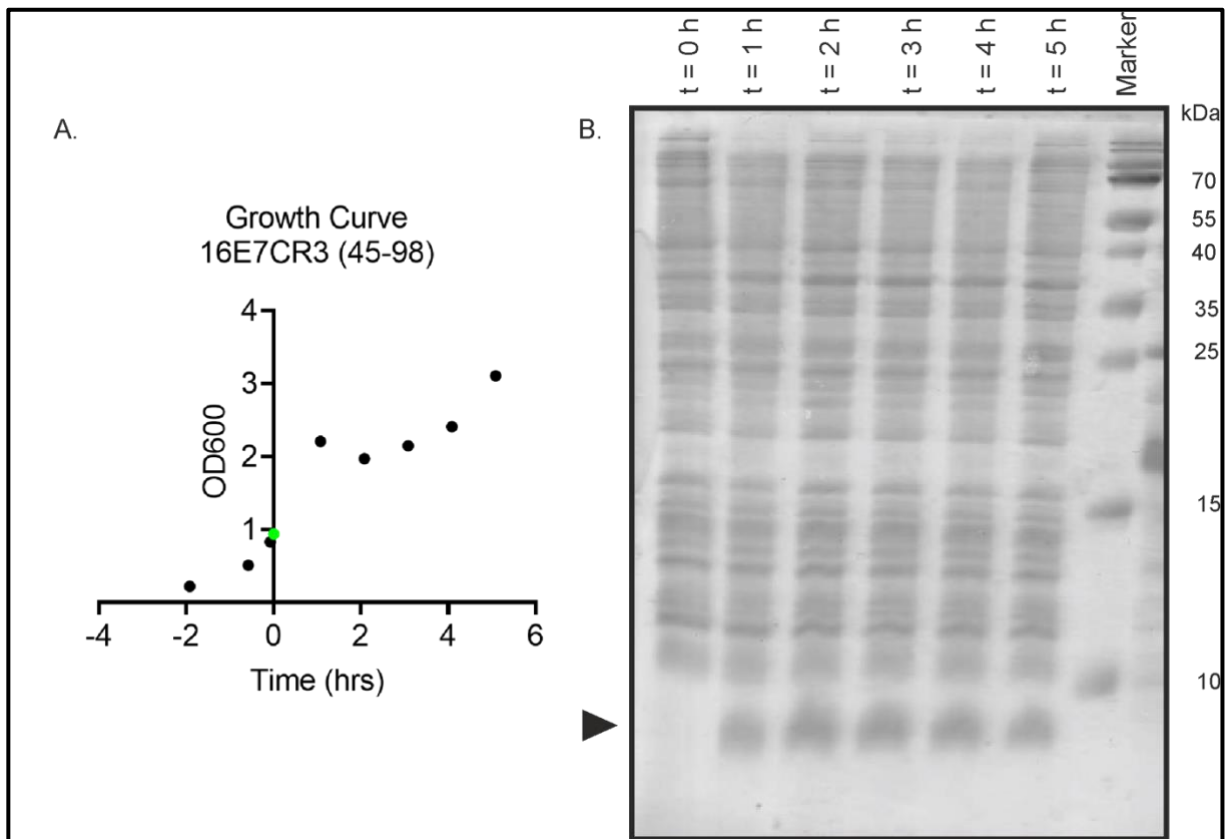 A.
Growth Curve
16E7CR3 (45-98)
OD600
4
3
2
1
-4 -2 0 2 4 6
Time (hrs)
B.
t = 0 h
t = 1 h
t = 2 h
t = 3 h
t = 4 h
t = 5 h
Marker
kDa
70
55
40
35
25
15
10